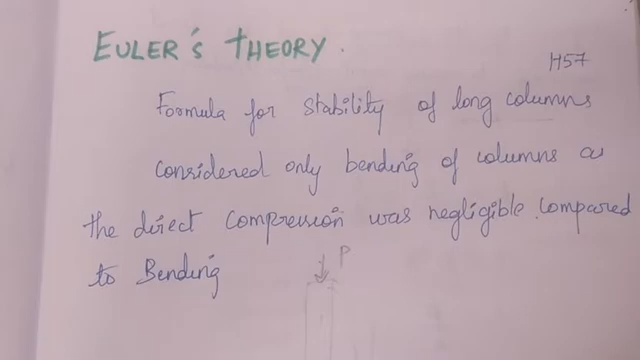 EULER'S THEORY.
1757
Formula for Stability of long columns
considered only bending of columns as
the direct compression was negligible compared
to Bending
P